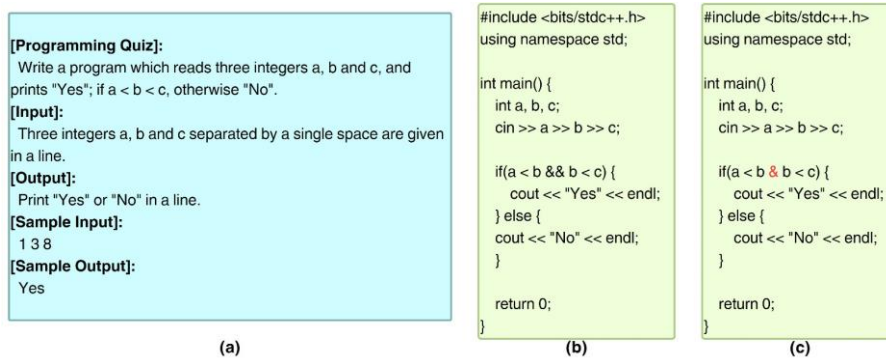 [Programming Quiz]:
Write a program which reads three integers a, b and c, and
prints "Yes"; if a < b < c, otherwise "No".
[Input]:
Three integers a, b and c separated by a single space are given
in a line.
[Output]:
Print "Yes" or "No" in a line.
[Sample Input]:
1 3 8
[Sample Output]:
Yes
(a)
#include <bits/stdc++.h>
using namespace std;
int main() {
int a, b, c;
cin >> a >> b >> c;
if(a < b && b < c) {
cout << "Yes" << endl;
} else {
cout << "No" << endl;
}
return 0;
}
(b)
#include <bits/stdc++.h>
using namespace std;
int main() {
int a, b, c;
cin >> a >> b >> c;
if(a < b & b < c) {
cout << "Yes" << endl;
} else {
cout << "No" << endl;
}
return 0;
}
(c)